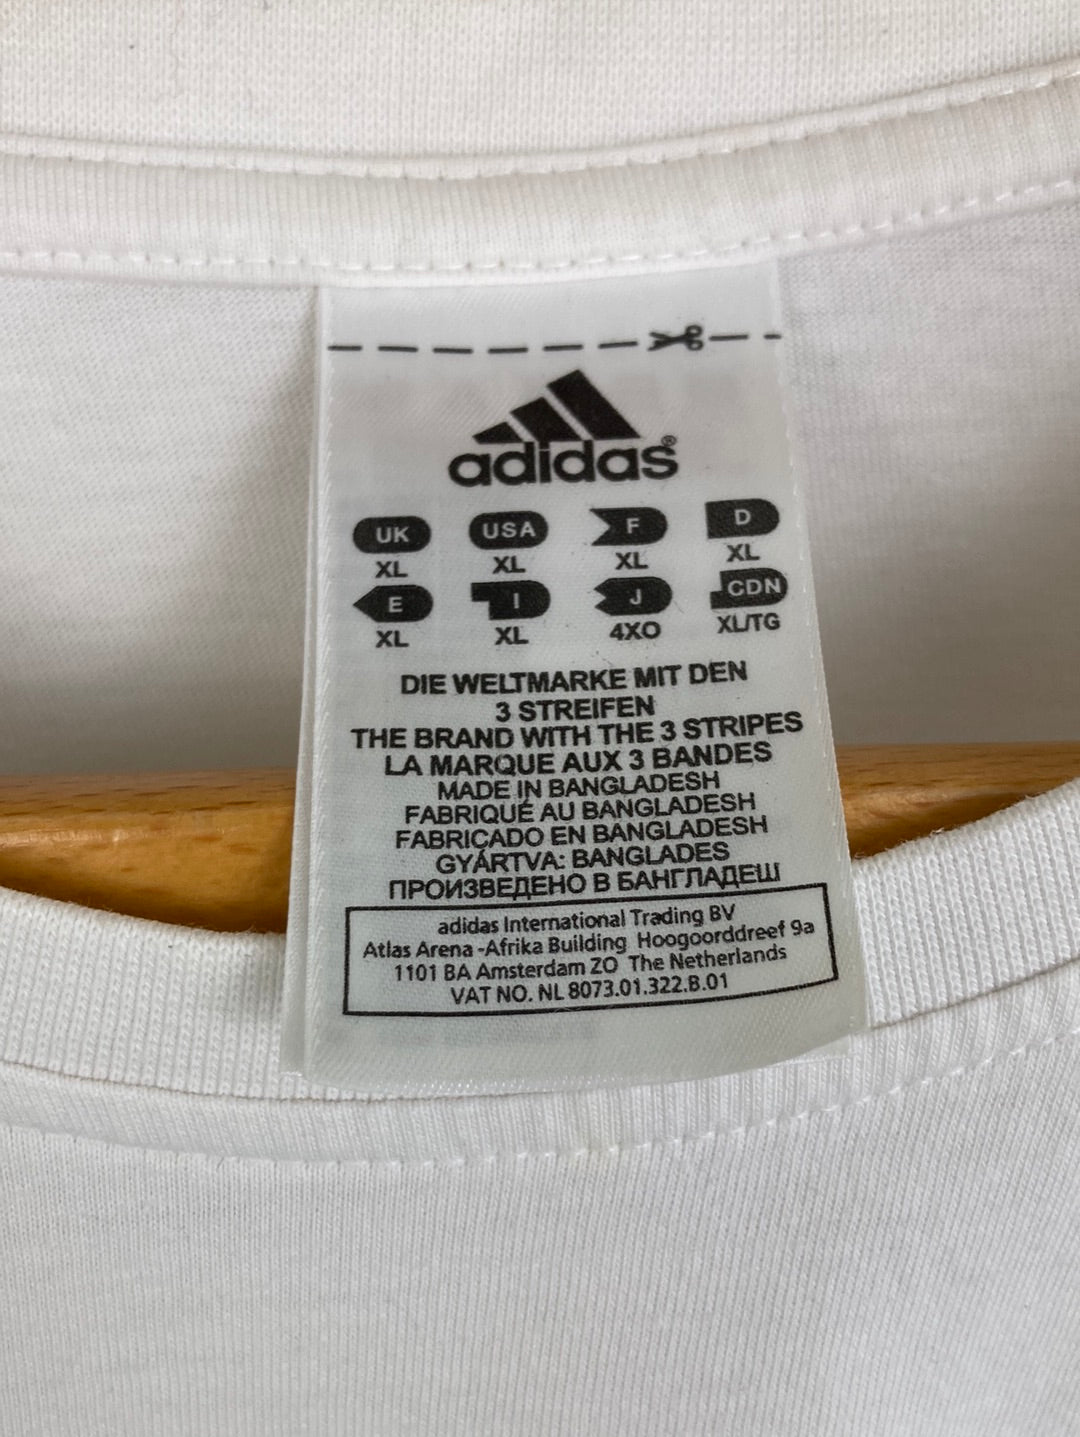 adidas®
UK USA F D
XL XL XL XL
E I J CDN
XL XL 4XO XL/TG
DIE WELTMARKE MIT DEN
3 STREIFEN
THE BRAND WITH THE 3 STRIPES
LA MARQUE AUX 3 BANDES
MADE IN BANGLADESH
FABRIQUÉ AU BANGLADESH
FABRICADO EN BANGLADESH
GYÁRTVA: BANGLADES
ПРОИЗВЕДЕНО В БАНГЛАДЕШ
adidas International Trading BV
Atlas Arena -Afrika Building Hoogoorddreef 9a
1101 BA Amsterdam ZO The Netherlands
VAT NO. NL 8073.01.322.B.01